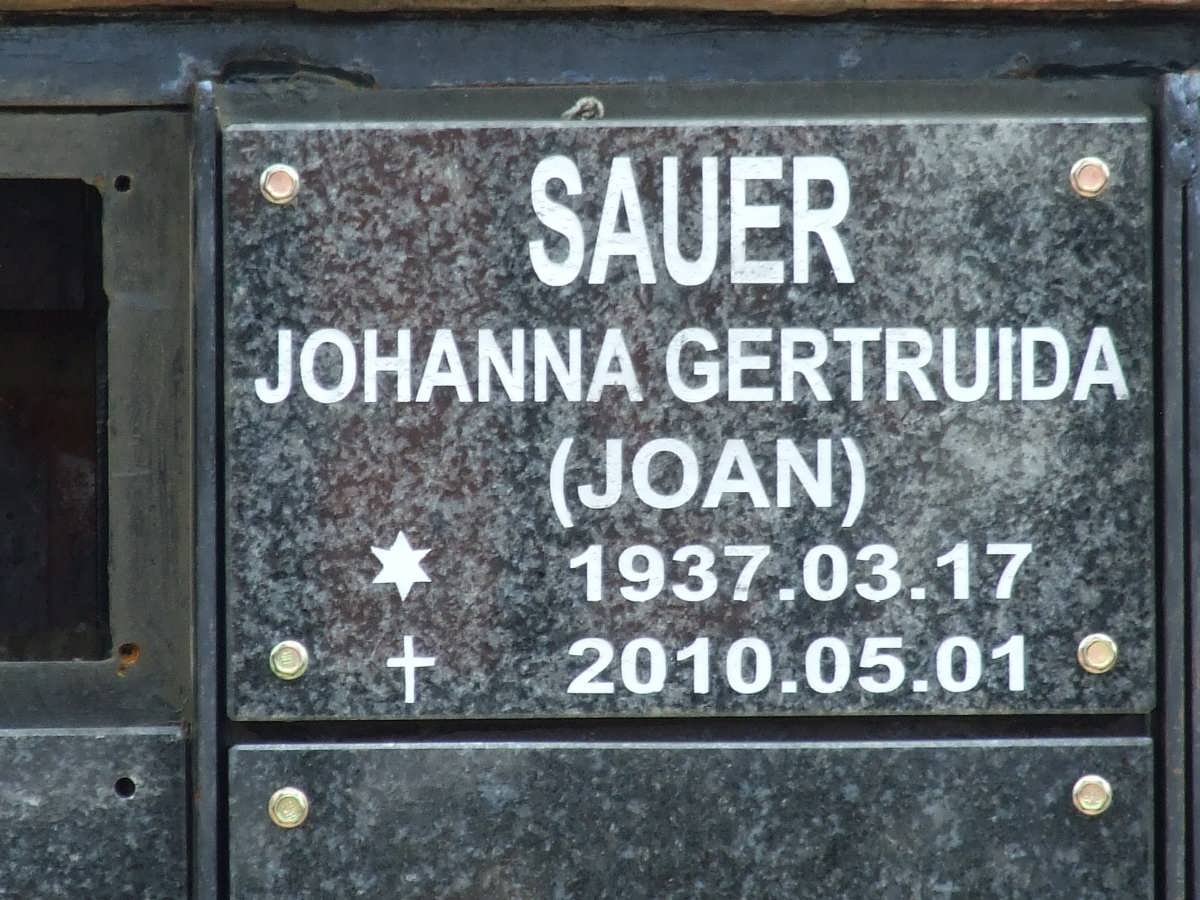 SAUER
JOHANNA GERTRUIDA
(JOAN)
1937.03.17
2010.05.01